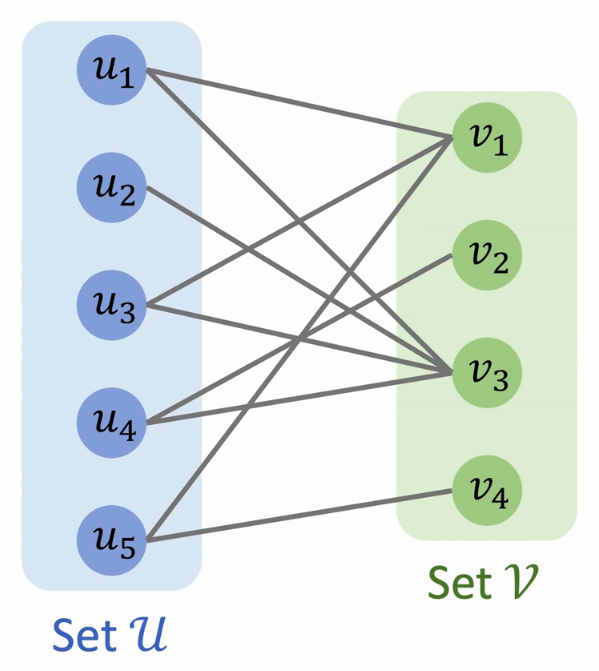 u₁
u₂
u₃
u₄
u₅
Set 𝒰
v₁
v₂
v₃
v₄
Set 𝒱